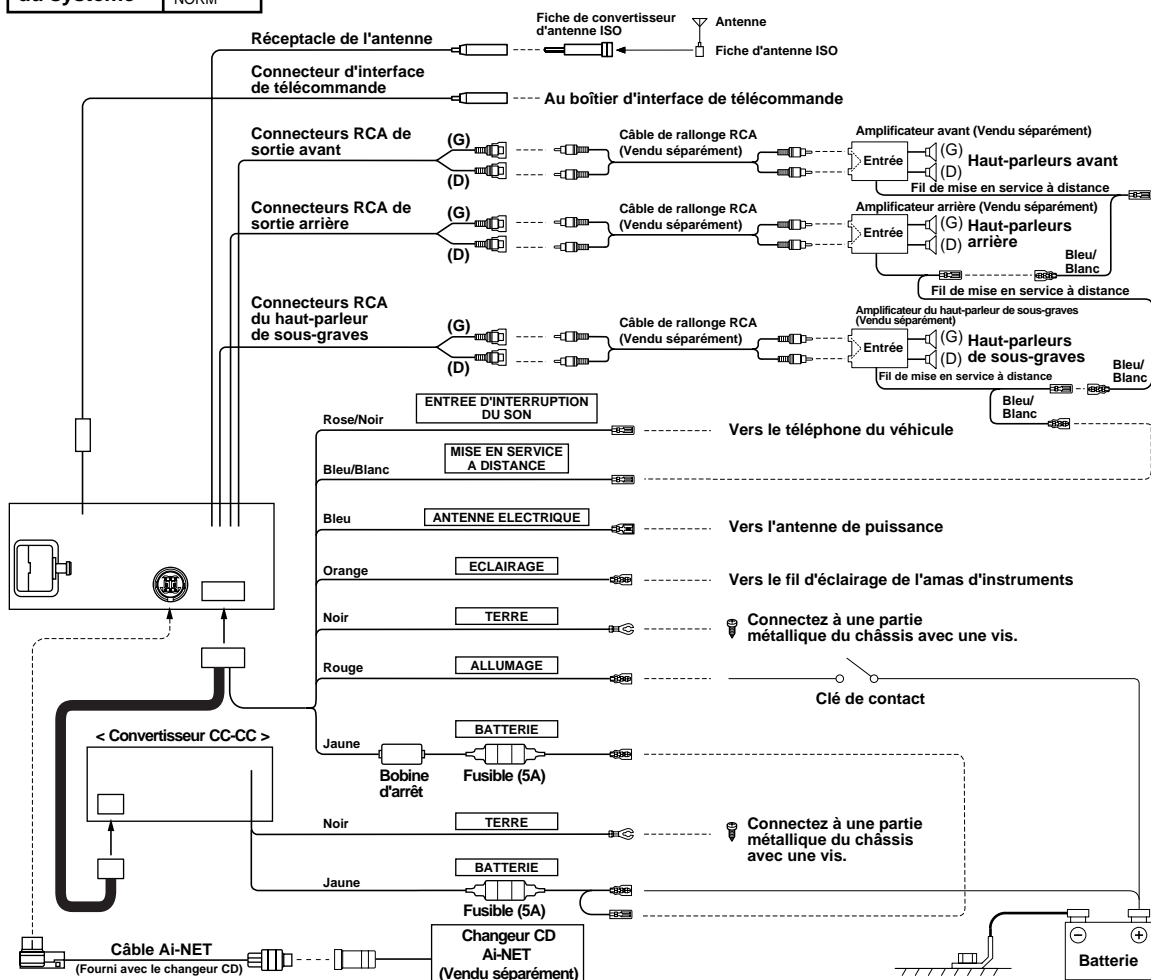 du système
NORM
Réceptacle de l'antenne
Fiche de convertisseur
d'antenne ISO
Antenne
Fiche d'antenne ISO
Connecteur d'interface
de télécommande
Au boîtier d'interface de télécommande
Connecteurs RCA de
sortie avant
(G)
(D)
Câble de rallonge RCA
(Vendu séparément)
Amplificateur avant (Vendu séparément)
Entrée
(G)
(D)
Haut-parleurs avant
Fil de mise en service à distance
Connecteurs RCA de
sortie arrière
(G)
(D)
Câble de rallonge RCA
(Vendu séparément)
Amplificateur arrière (Vendu séparément)
Entrée
(G)
(D)
Haut-parleurs
arrière
Bleu/
Blanc
Fil de mise en service à distance
Connecteurs RCA
du haut-parleur
de sous-graves
(G)
(D)
Câble de rallonge RCA
(Vendu séparément)
Amplificateur du haut-parleur de sous-graves
(Vendu séparément)
Entrée
(G)
(D)
Haut-parleurs
de sous-graves
Fil de mise en service à distance
Bleu/
Blanc
Bleu/
Blanc
Rose/Noir
ENTREE D'INTERRUPTION
DU SON
Vers le téléphone du véhicule
Bleu/Blanc
MISE EN SERVICE
A DISTANCE
Bleu
ANTENNE ELECTRIQUE
Vers l'antenne de puissance
Orange
ECLAIRAGE
Vers le fil d'éclairage de l'amas d'instruments
Noir
TERRE
Connectez à une partie
métallique du châssis avec une vis.
Rouge
ALLUMAGE
Clé de contact
< Convertisseur CC-CC >
Jaune
Bobine
d'arrêt
BATTERIE
Fusible (5A)
Noir
TERRE
Connectez à une partie
métallique du châssis
avec une vis.
Jaune
BATTERIE
Fusible (5A)
Câble Ai-NET
(Fourni avec le changeur CD)
Changeur CD
Ai-NET
(Vendu séparément)
Batterie